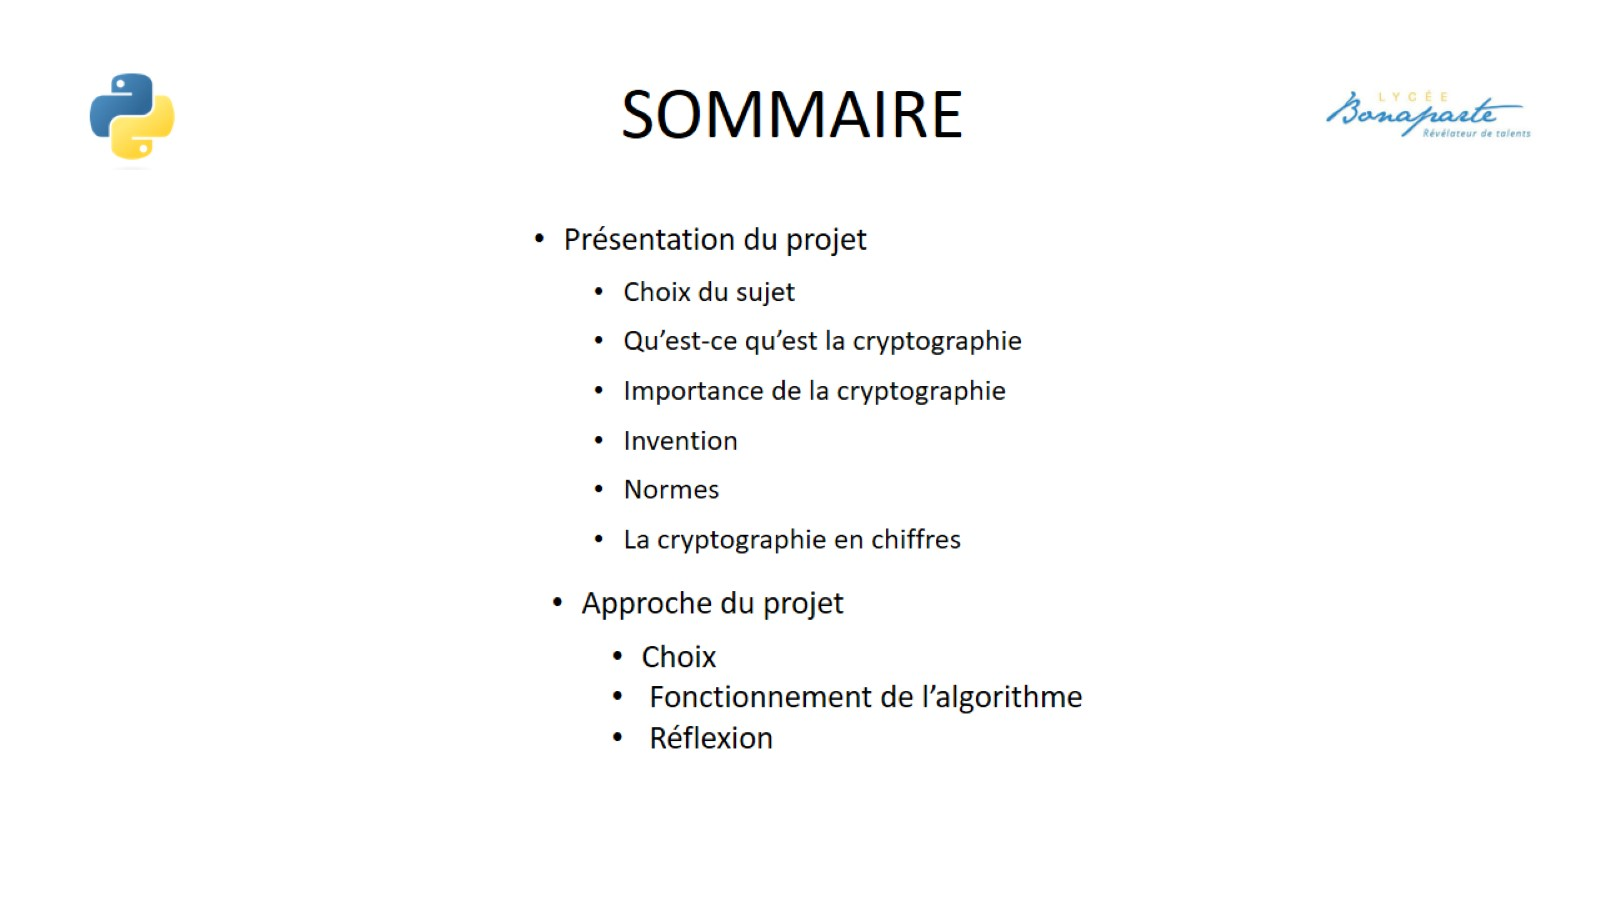 SOMMAIRE
LYCÉE
Bonaparte
Révélateur de talents
• Présentation du projet
• Choix du sujet
• Qu’est-ce qu’est la cryptographie
• Importance de la cryptographie
• Invention
• Normes
• La cryptographie en chiffres
• Approche du projet
• Choix
• Fonctionnement de l’algorithme
• Réflexion